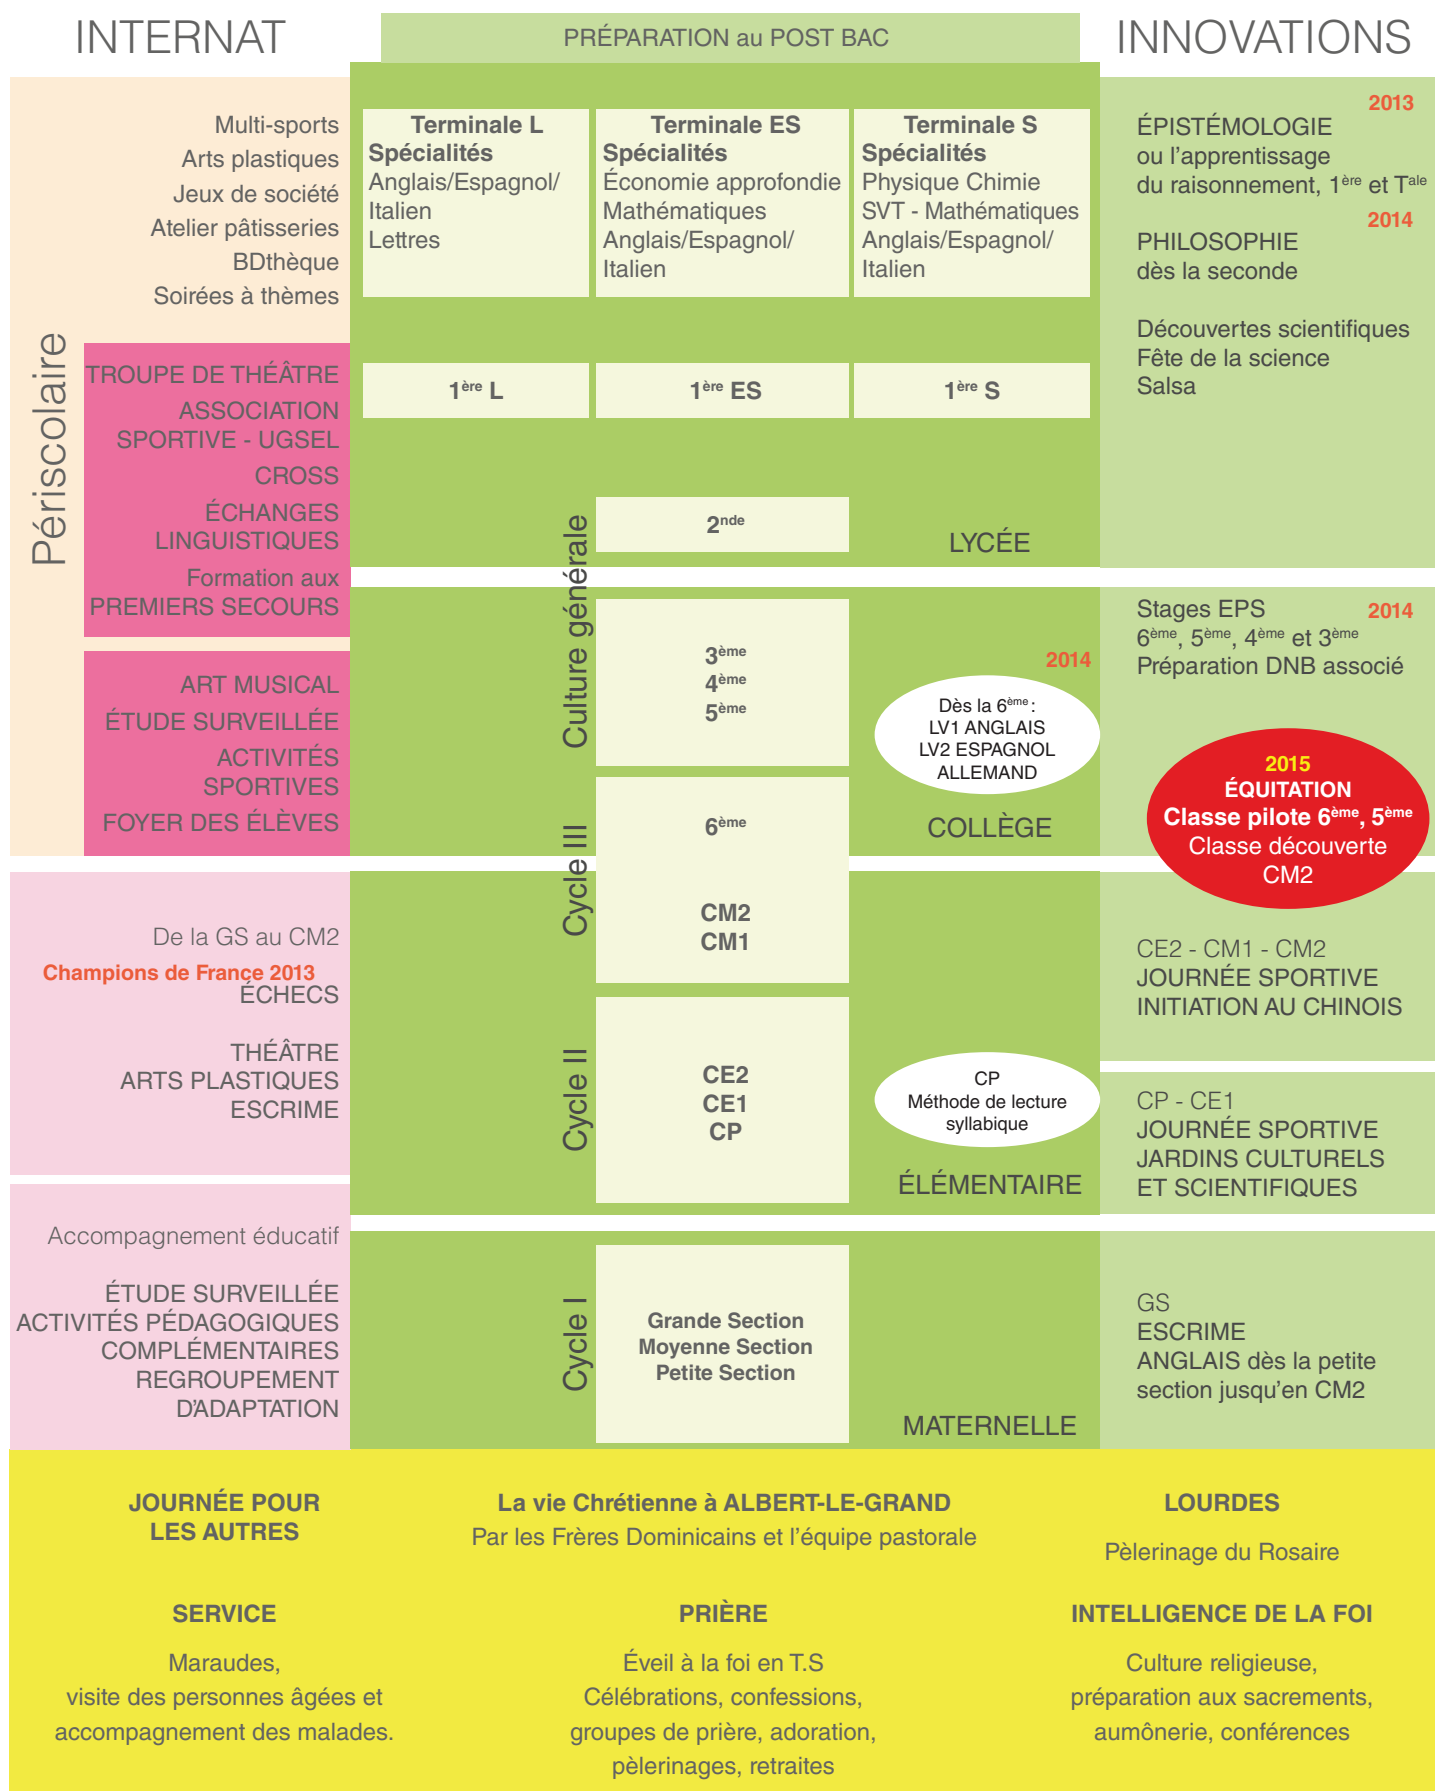 INTERNAT
PRÉPARATION au POST BAC
INNOVATIONS
Périscolaire
Multi-sports
Arts plastiques
Jeux de société
Atelier pâtisseries
BDthèque
Soirées à thèmes
TROUPE DE THÉÂTRE
ASSOCIATION
SPORTIVE - UGSEL
CROSS
ÉCHANGES
LINGUISTIQUES
Formation aux
PREMIERS SECOURS
ART MUSICAL
ÉTUDE SURVEILLÉE
ACTIVITÉS
SPORTIVES
FOYER DES ÉLÈVES
De la GS au CM2
Champions de France 2013
ÉCHECS
THÉÂTRE
ARTS PLASTIQUES
ESCRIME
Accompagnement éducatif
ÉTUDE SURVEILLÉE
ACTIVITÉS PÉDAGOGIQUES
COMPLÉMENTAIRES
REGROUPEMENT
D'ADAPTATION
Terminale L
Spécialités
Anglais/Espagnol/
Italien
Lettres
Terminale ES
Spécialités
Économie approfondie
Mathématiques
Anglais/Espagnol/
Italien
Terminale S
Spécialités
Physique Chimie
SVT - Mathématiques
Anglais/Espagnol/
Italien
1ère L
1ère ES
1ère S
2nde
LYCÉE
Culture générale
3ème
4ème
5ème
2014
Dès la 6ème :
LV1 ANGLAIS
LV2 ESPAGNOL
ALLEMAND
COLLÈGE
Cycle III
6ème
CM2
CM1
Cycle II
CE2
CE1
CP
CP
Méthode de lecture
syllabique
ÉLÉMENTAIRE
Cycle I
Grande Section
Moyenne Section
Petite Section
MATERNELLE
2013
ÉPISTÉMOLOGIE
ou l'apprentissage
du raisonnement, 1ère et Tale
2014
PHILOSOPHIE
dès la seconde
Découvertes scientifiques
Fête de la science
Salsa
Stages EPS
2014
6ème, 5ème, 4ème et 3ème
Préparation DNB associé
2015
ÉQUITATION
Classe pilote 6ème, 5ème
Classe découverte
CM2
CE2 - CM1 - CM2
JOURNÉE SPORTIVE
INITIATION AU CHINOIS
CP - CE1
JOURNÉE SPORTIVE
JARDINS CULTURELS
ET SCIENTIFIQUES
GS
ESCRIME
ANGLAIS dès la petite
section jusqu'en CM2
JOURNÉE POUR
LES AUTRES
La vie Chrétienne à ALBERT-LE-GRAND
Par les Frères Dominicains et l'équipe pastorale
LOURDES
Pèlerinage du Rosaire
SERVICE
Maraudes,
visite des personnes âgées et
accompagnement des malades.
PRIÈRE
Éveil à la foi en T.S
Célébrations, confessions,
groupes de prière, adoration,
pèlerinages, retraites
INTELLIGENCE DE LA FOI
Culture religieuse,
préparation aux sacrements,
aumônerie, conférences